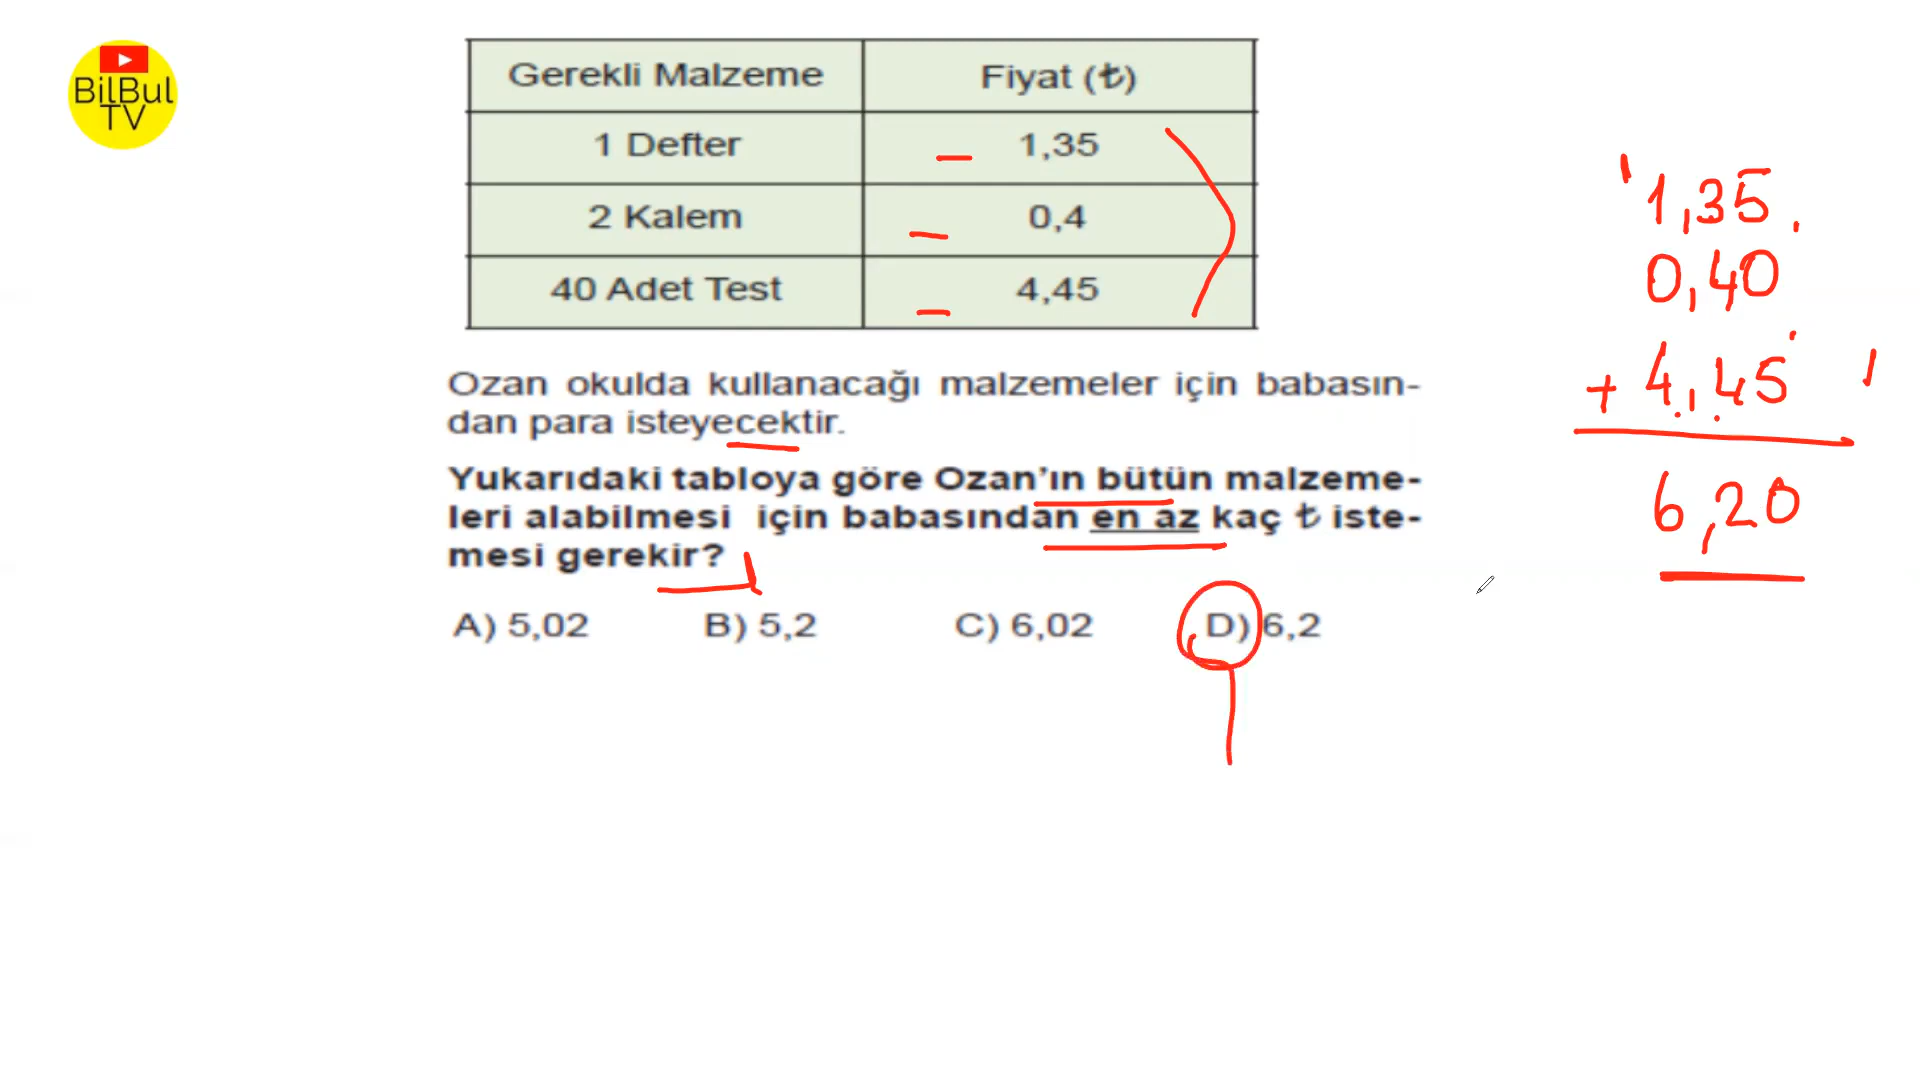 BilBul
TV
Gerekli Malzeme Fiyat (₺)
1 Defter 1,35
2 Kalem 0,4
40 Adet Test 4,45
Ozan okulda kullanacağı malzemeler için babasın-
dan para isteyecektir.
Yukarıdaki tabloya göre Ozan’ın bütün malzeme-
leri alabilmesi için babasından en az kaç ₺ iste-
mesi gerekir?
A) 5,02 B) 5,2 C) 6,02 D) 6,2
1
1,35
0,40
+ 4,45
6,20